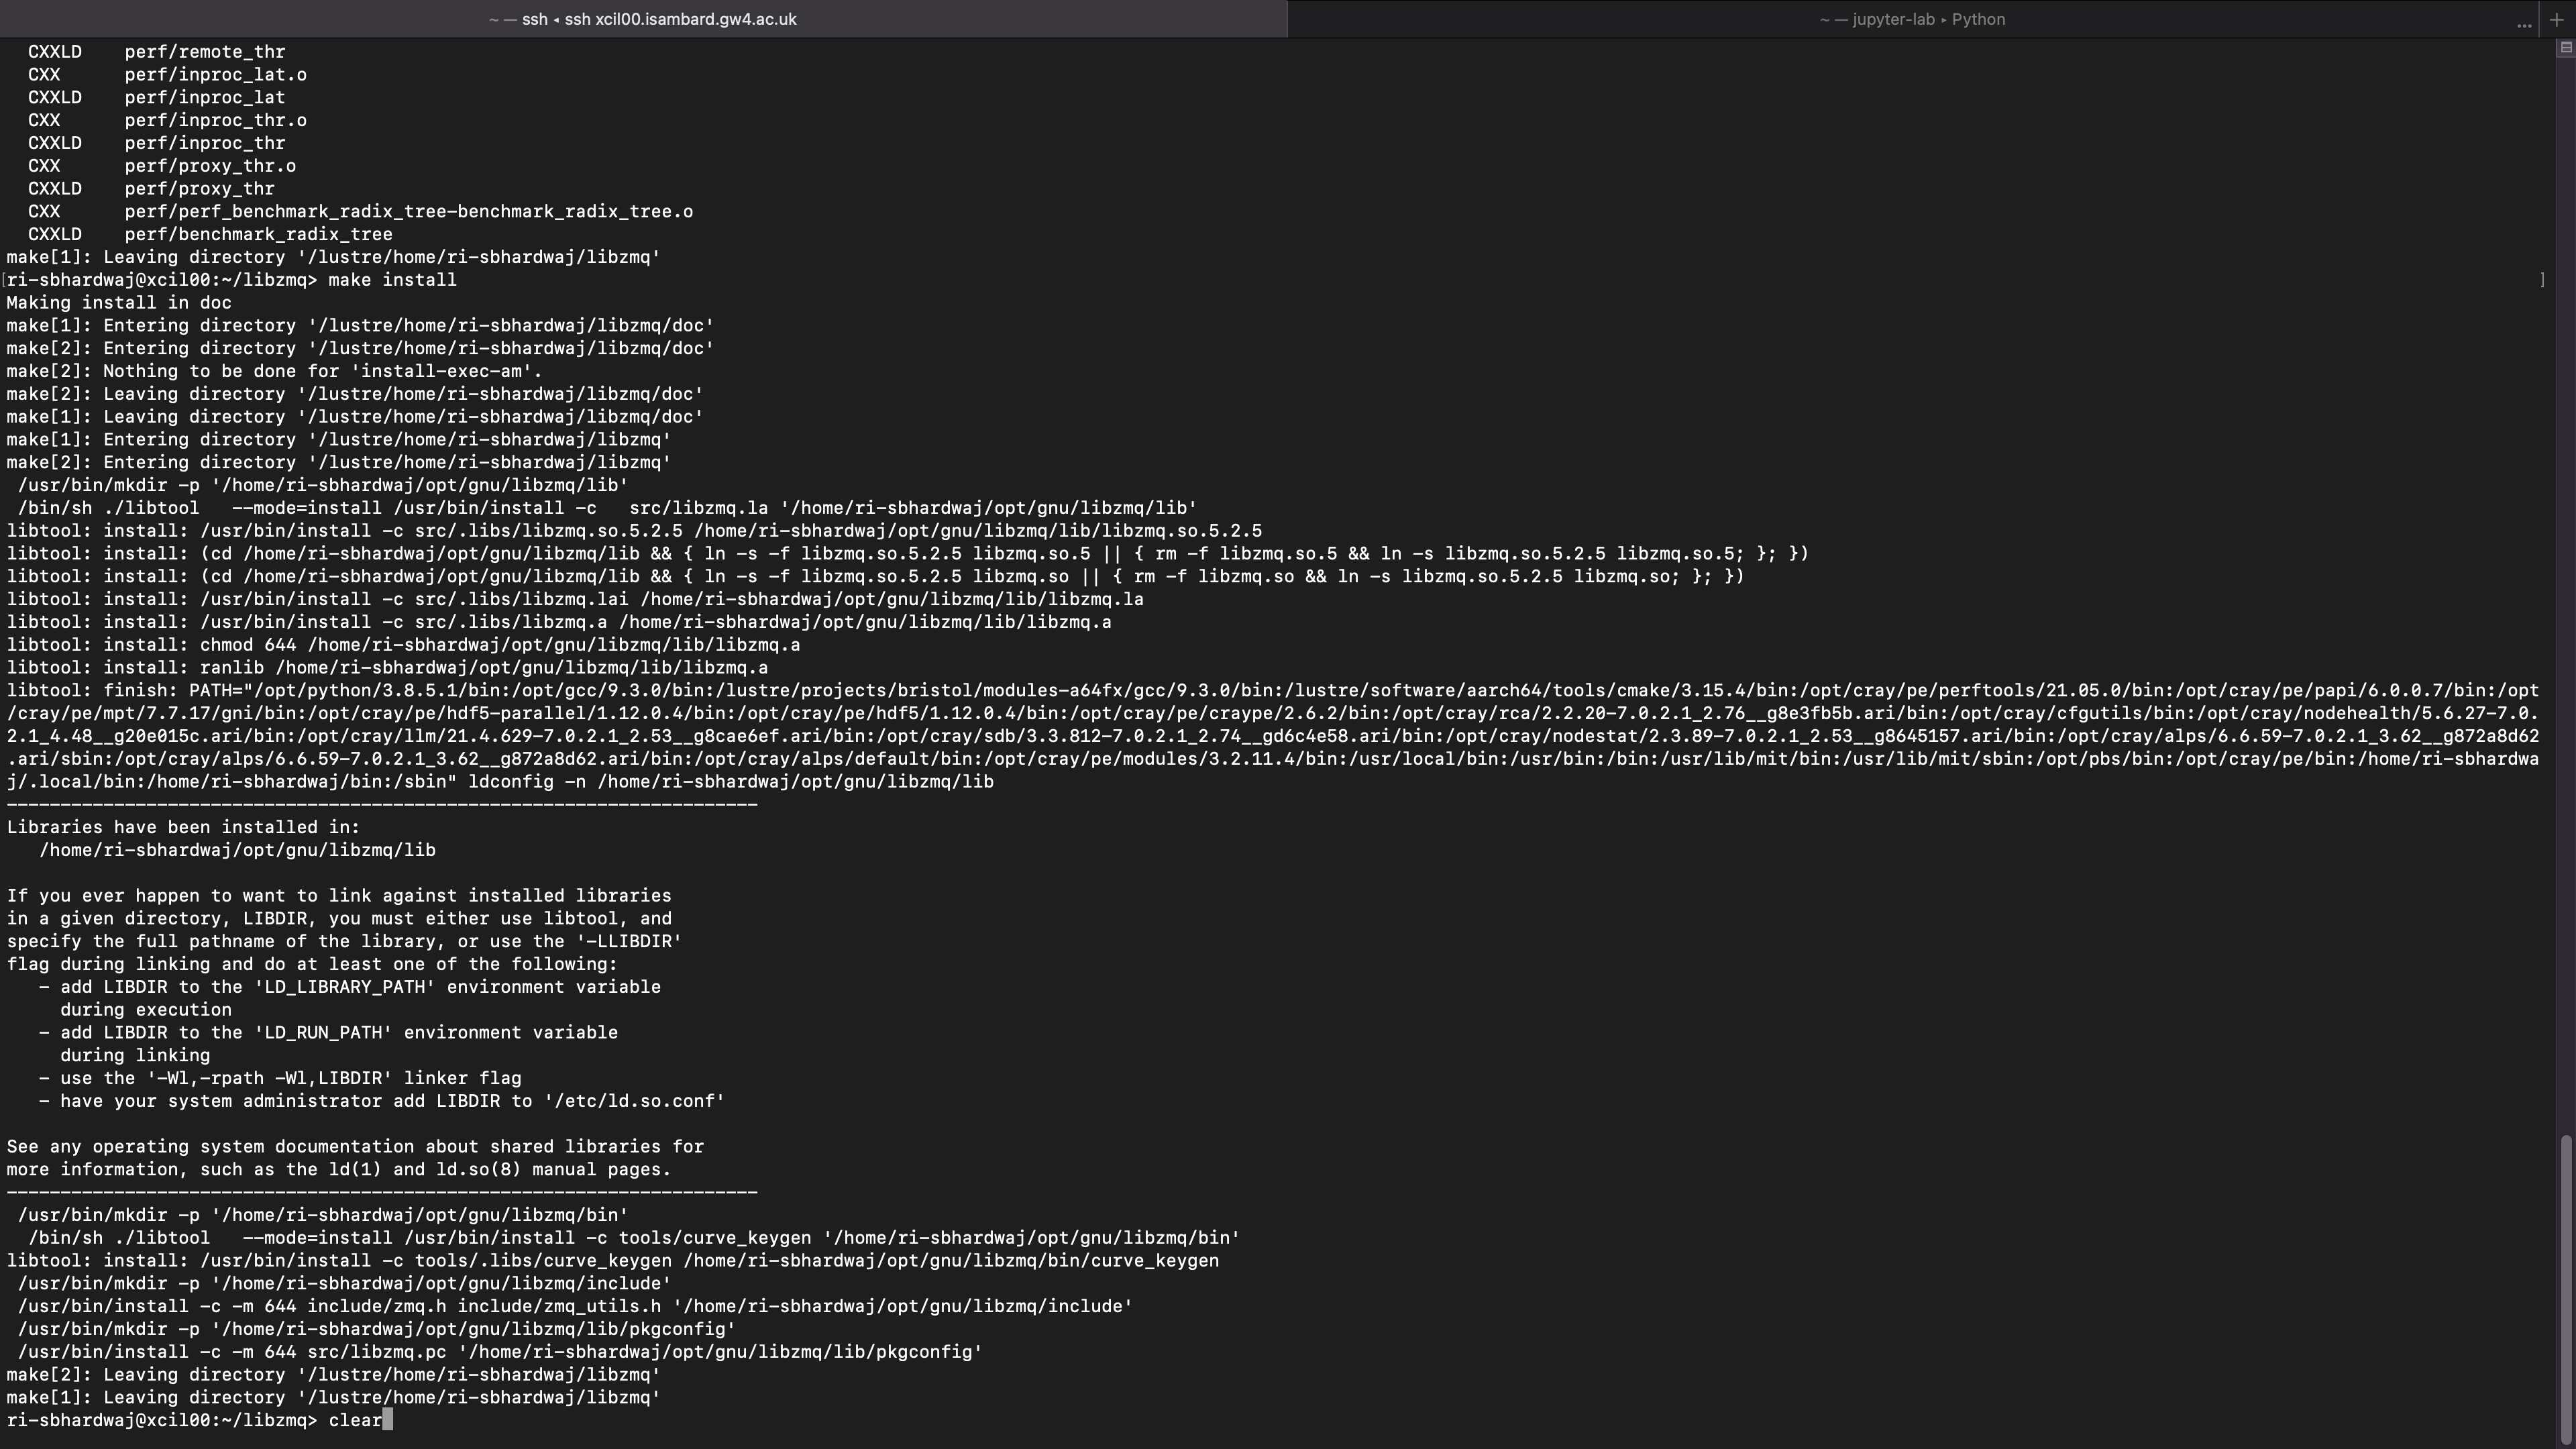 ~ — ssh ◂ ssh xcil00.isambard.gw4.ac.uk
~ — jupyter-lab ▸ Python
... +
  CXXLD    perf/remote_thr
  CXX      perf/inproc_lat.o
  CXXLD    perf/inproc_lat
  CXX      perf/inproc_thr.o
  CXXLD    perf/inproc_thr
  CXX      perf/proxy_thr.o
  CXXLD    perf/proxy_thr
  CXX      perf/perf_benchmark_radix_tree-benchmark_radix_tree.o
  CXXLD    perf/benchmark_radix_tree
make[1]: Leaving directory '/lustre/home/ri-sbhardwaj/libzmq'
[ri-sbhardwaj@xcil00:~/libzmq> make install ]
Making install in doc
make[1]: Entering directory '/lustre/home/ri-sbhardwaj/libzmq/doc'
make[2]: Entering directory '/lustre/home/ri-sbhardwaj/libzmq/doc'
make[2]: Nothing to be done for 'install-exec-am'.
make[2]: Leaving directory '/lustre/home/ri-sbhardwaj/libzmq/doc'
make[1]: Leaving directory '/lustre/home/ri-sbhardwaj/libzmq/doc'
make[1]: Entering directory '/lustre/home/ri-sbhardwaj/libzmq'
make[2]: Entering directory '/lustre/home/ri-sbhardwaj/libzmq'
 /usr/bin/mkdir -p '/home/ri-sbhardwaj/opt/gnu/libzmq/lib'
 /bin/sh ./libtool   --mode=install /usr/bin/install -c   src/libzmq.la '/home/ri-sbhardwaj/opt/gnu/libzmq/lib'
libtool: install: /usr/bin/install -c src/.libs/libzmq.so.5.2.5 /home/ri-sbhardwaj/opt/gnu/libzmq/lib/libzmq.so.5.2.5
libtool: install: (cd /home/ri-sbhardwaj/opt/gnu/libzmq/lib && { ln -s -f libzmq.so.5.2.5 libzmq.so.5 || { rm -f libzmq.so.5 && ln -s libzmq.so.5.2.5 libzmq.so.5; }; })
libtool: install: (cd /home/ri-sbhardwaj/opt/gnu/libzmq/lib && { ln -s -f libzmq.so.5.2.5 libzmq.so || { rm -f libzmq.so && ln -s libzmq.so.5.2.5 libzmq.so; }; })
libtool: install: /usr/bin/install -c src/.libs/libzmq.lai /home/ri-sbhardwaj/opt/gnu/libzmq/lib/libzmq.la
libtool: install: /usr/bin/install -c src/.libs/libzmq.a /home/ri-sbhardwaj/opt/gnu/libzmq/lib/libzmq.a
libtool: install: chmod 644 /home/ri-sbhardwaj/opt/gnu/libzmq/lib/libzmq.a
libtool: install: ranlib /home/ri-sbhardwaj/opt/gnu/libzmq/lib/libzmq.a
libtool: finish: PATH="/opt/python/3.8.5.1/bin:/opt/gcc/9.3.0/bin:/lustre/projects/bristol/modules-a64fx/gcc/9.3.0/bin:/lustre/software/aarch64/tools/cmake/3.15.4/bin:/opt/cray/pe/perftools/21.05.0/bin:/opt/cray/pe/papi/6.0.0.7/bin:/opt
/cray/pe/mpt/7.7.17/gni/bin:/opt/cray/pe/hdf5-parallel/1.12.0.4/bin:/opt/cray/pe/hdf5/1.12.0.4/bin:/opt/cray/pe/craype/2.6.2/bin:/opt/cray/rca/2.2.20-7.0.2.1_2.76__g8e3fb5b.ari/bin:/opt/cray/cfgutils/bin:/opt/cray/nodehealth/5.6.27-7.0.
2.1_4.48__g20e015c.ari/bin:/opt/cray/llm/21.4.629-7.0.2.1_2.53__g8cae6ef.ari/bin:/opt/cray/sdb/3.3.812-7.0.2.1_2.74__gd6c4e58.ari/bin:/opt/cray/nodestat/2.3.89-7.0.2.1_2.53__g8645157.ari/bin:/opt/cray/alps/6.6.59-7.0.2.1_3.62__g872a8d62
.ari/sbin:/opt/cray/alps/6.6.59-7.0.2.1_3.62__g872a8d62.ari/bin:/opt/cray/alps/default/bin:/opt/cray/pe/modules/3.2.11.4/bin:/usr/local/bin:/usr/bin:/bin:/usr/lib/mit/bin:/usr/lib/mit/sbin:/opt/pbs/bin:/opt/cray/pe/bin:/home/ri-sbhardwa
j/.local/bin:/home/ri-sbhardwaj/bin:/sbin" ldconfig -n /home/ri-sbhardwaj/opt/gnu/libzmq/lib
----------------------------------------------------------------------
Libraries have been installed in:
   /home/ri-sbhardwaj/opt/gnu/libzmq/lib

If you ever happen to want to link against installed libraries
in a given directory, LIBDIR, you must either use libtool, and
specify the full pathname of the library, or use the '-LLIBDIR'
flag during linking and do at least one of the following:
   - add LIBDIR to the 'LD_LIBRARY_PATH' environment variable
     during execution
   - add LIBDIR to the 'LD_RUN_PATH' environment variable
     during linking
   - use the '-Wl,-rpath -Wl,LIBDIR' linker flag
   - have your system administrator add LIBDIR to '/etc/ld.so.conf'

See any operating system documentation about shared libraries for
more information, such as the ld(1) and ld.so(8) manual pages.
----------------------------------------------------------------------
 /usr/bin/mkdir -p '/home/ri-sbhardwaj/opt/gnu/libzmq/bin'
  /bin/sh ./libtool   --mode=install /usr/bin/install -c tools/curve_keygen '/home/ri-sbhardwaj/opt/gnu/libzmq/bin'
libtool: install: /usr/bin/install -c tools/.libs/curve_keygen /home/ri-sbhardwaj/opt/gnu/libzmq/bin/curve_keygen
 /usr/bin/mkdir -p '/home/ri-sbhardwaj/opt/gnu/libzmq/include'
 /usr/bin/install -c -m 644 include/zmq.h include/zmq_utils.h '/home/ri-sbhardwaj/opt/gnu/libzmq/include'
 /usr/bin/mkdir -p '/home/ri-sbhardwaj/opt/gnu/libzmq/lib/pkgconfig'
 /usr/bin/install -c -m 644 src/libzmq.pc '/home/ri-sbhardwaj/opt/gnu/libzmq/lib/pkgconfig'
make[2]: Leaving directory '/lustre/home/ri-sbhardwaj/libzmq'
make[1]: Leaving directory '/lustre/home/ri-sbhardwaj/libzmq'
ri-sbhardwaj@xcil00:~/libzmq> clear